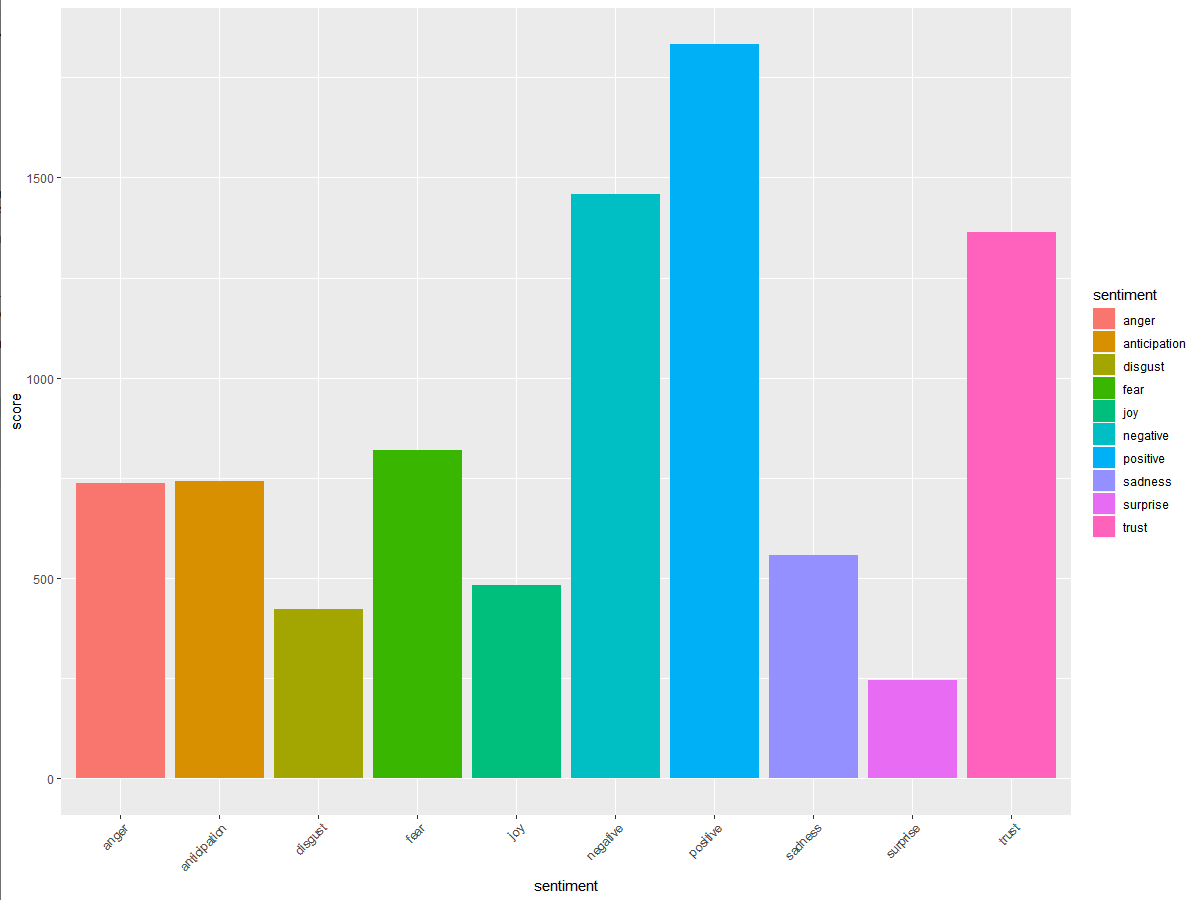 1500
1000
500
0
score
anger
anticipation
disgust
fear
joy
negative
positive
sadness
surprise
trust
sentiment
sentiment
anger
anticipation
disgust
fear
joy
negative
positive
sadness
surprise
trust